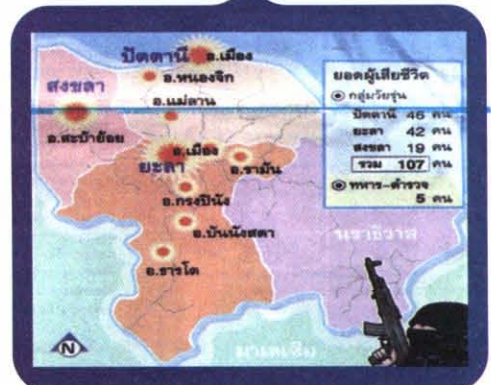 ปัตตานี
อ.เมือง
สงขลา
อ.หนองจิก
อ.แม่ลาน
อ.สะบ้าย้อย
อ.เมือง
ยะลา
อ.รามัน
อ.กรงปินัง
อ.บันนังสตา
อ.ธารโต
นราธิวาส
มาเลเซีย
N
ยอดผู้เสียชีวิต
กลุ่มวัยรุ่น
ปัตตานี 46 คน
ยะลา 42 คน
สงขลา 19 คน
รวม 107 คน
ทหาร-ตำรวจ
5 คน